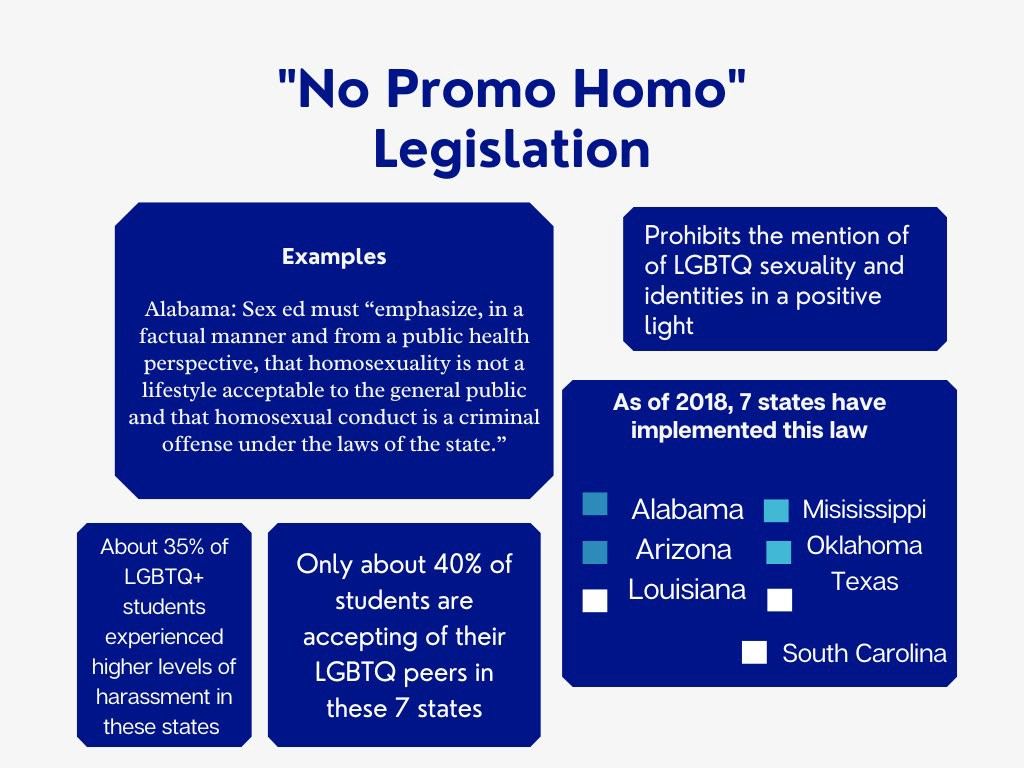 "No Promo Homo"
Legislation
Examples
Alabama: Sex ed must “emphasize, in a
factual manner and from a public health
perspective, that homosexuality is not a
lifestyle acceptable to the general public
and that homosexual conduct is a criminal
offense under the laws of the state.”
Prohibits the mention of
of LGBTQ sexuality and
identities in a positive
light
As of 2018, 7 states have
implemented this law
Alabama
Arizona
Louisiana
Misisissippi
Oklahoma
Texas
South Carolina
About 35% of
LGBTQ+
students
experienced
higher levels of
harassment in
these states
Only about 40% of
students are
accepting of their
LGBTQ peers in
these 7 states